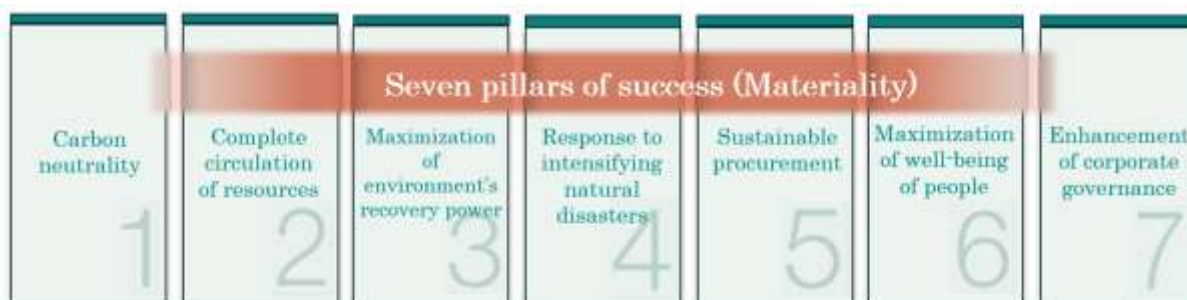 Seven pillars of success (Materiality)
Carbon
neutrality
1
Complete
circulation
of resources
2
Maximization
of
environment's
recovery power
3
Response to
intensifying
natural
disasters
4
Sustainable
procurement
5
Maximization
of well-being
of people
6
Enhancement
of corporate
governance
7